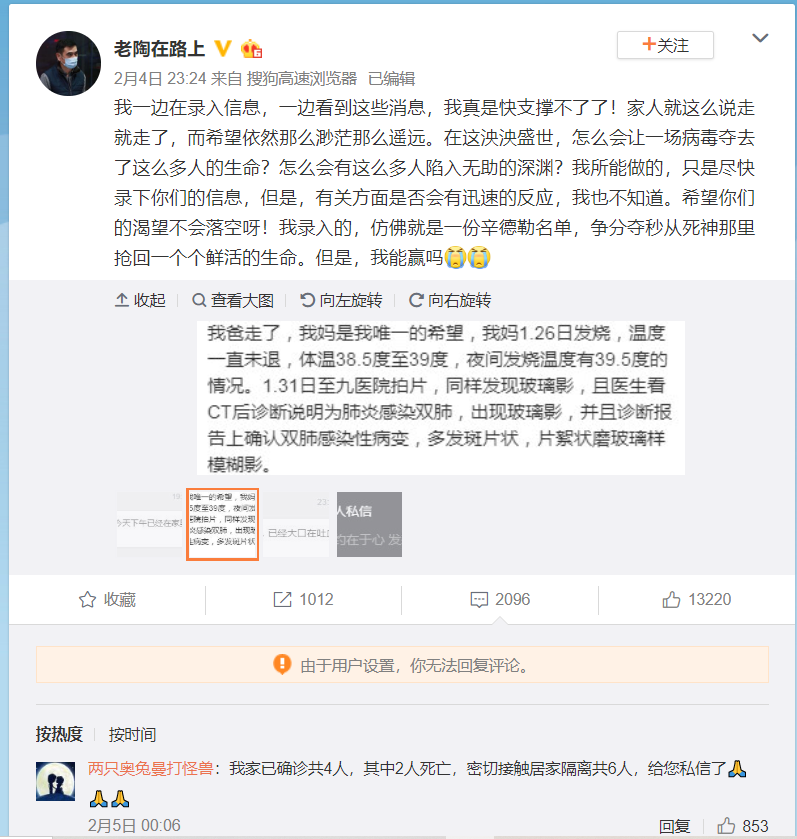 老陶在路上
+关注
2月4日 23:24 来自 搜狗高速浏览器 已编辑
我一边在录入信息，一边看到这些消息，我真是快支撑不了了！家人就这么说走
就走了，而希望依然那么渺茫那么遥远。在这泱泱盛世，怎么会让一场病毒夺去
了这么多人的生命？怎么会有这么多人陷入无助的深渊？我所能做的，只是尽快
录下你们的信息，但是，有关方面是否会有迅速的反应，我也不知道。希望你们
的渴望不会落空呀！我录入的，仿佛就是一份辛德勒名单，争分夺秒从死神那里
抢回一个个鲜活的生命。但是，我能赢吗😭😭
收起 查看大图 向左旋转 向右旋转
我爸走了，我妈是我唯一的希望，我妈1.26日发烧，温度
一直未退，体温38.5度至39度，夜间发烧温度有39.5度的
情况。1.31日至九医院拍片，同样发现玻璃影，且医生看
CT后诊断说明为肺炎感染双肺，出现玻璃影，并且诊断报
告上确认双肺感染性病变，多发斑片状，片絮状磨玻璃样
模糊影。
今天下午已经在家
唯一的希望，我妈
5度至39度，夜间发
医院拍片，同样发现
炎感染双肺，出现玻
性病变，多发斑片状
23
，已经大口在吐血
人私信
约在于心 发
收藏 1012 2096 13220
由于用户设置，你无法回复评论。
按热度 按时间
两只奥兔曼打怪兽：我家已确诊共4人，其中2人死亡，密切接触居家隔离共6人，给您私信了🙏
🙏🙏
2月5日 00:06
回复 853